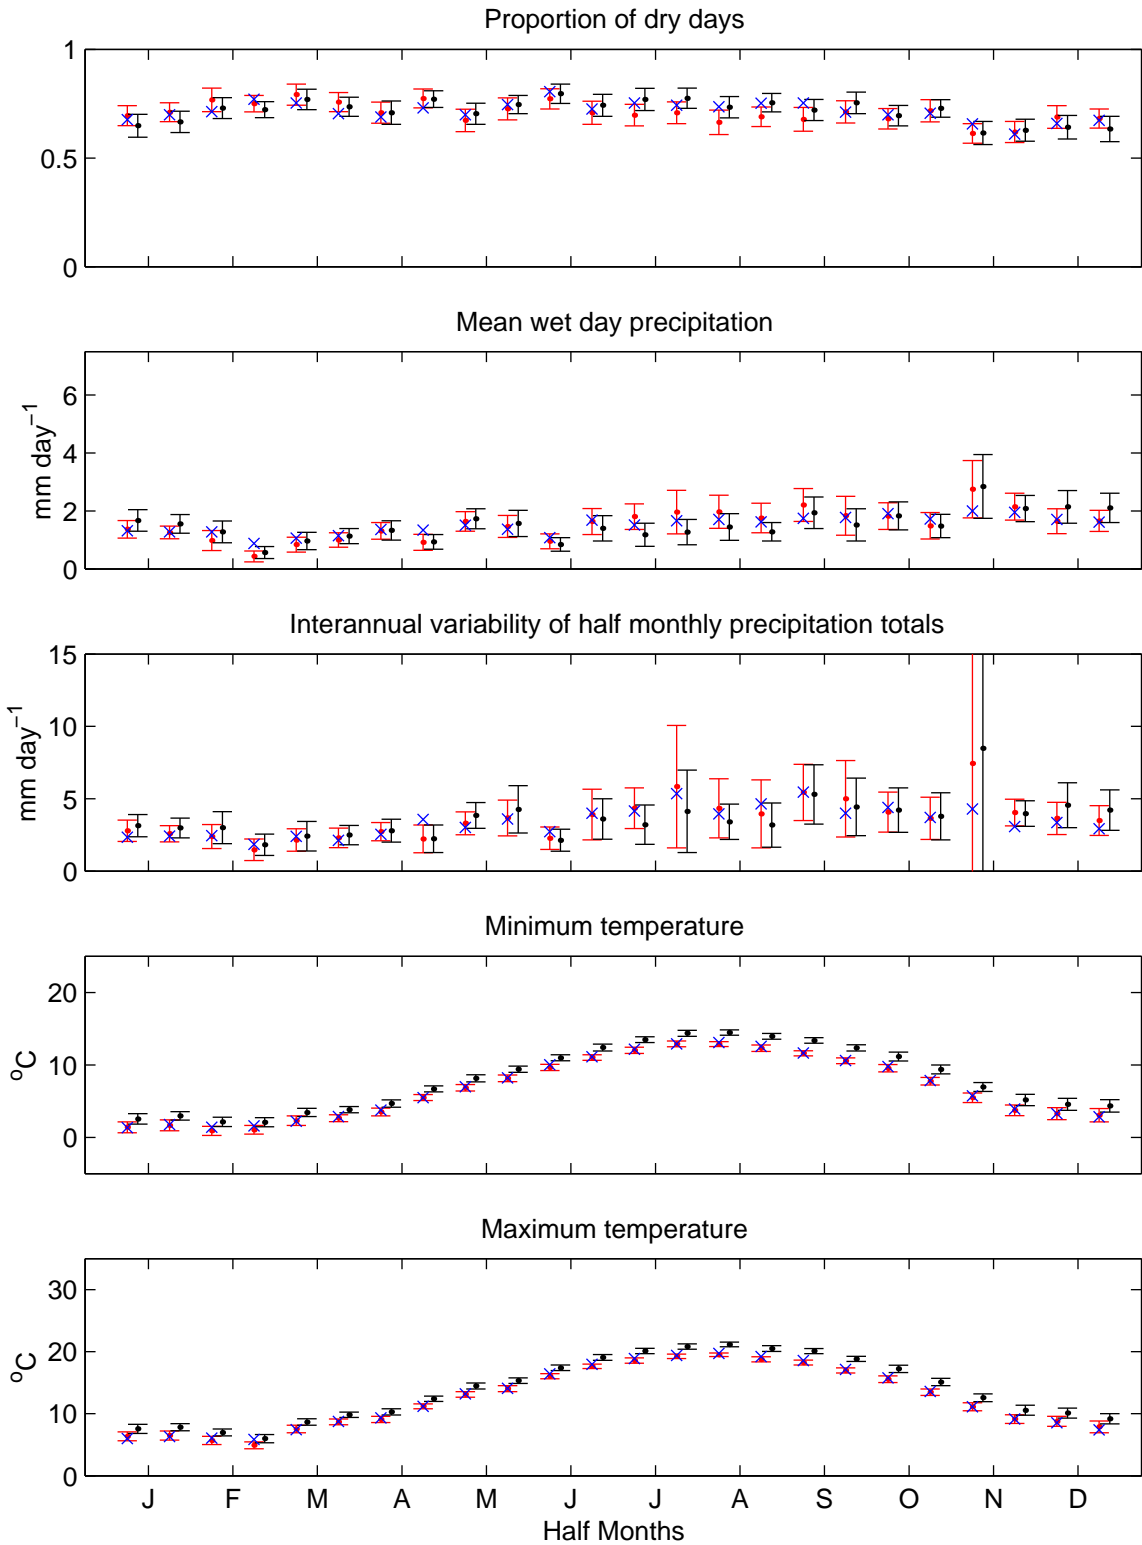 Proportion of dry days
1
0.5
0
Mean wet day precipitation
6
4
2
0
mm day⁻¹
Interannual variability of half monthly precipitation totals
15
10
5
0
mm day⁻¹
Minimum temperature
20
10
0
ºC
Maximum temperature
30
20
10
0
ºC
J F M A M J J A S O N D
Half Months